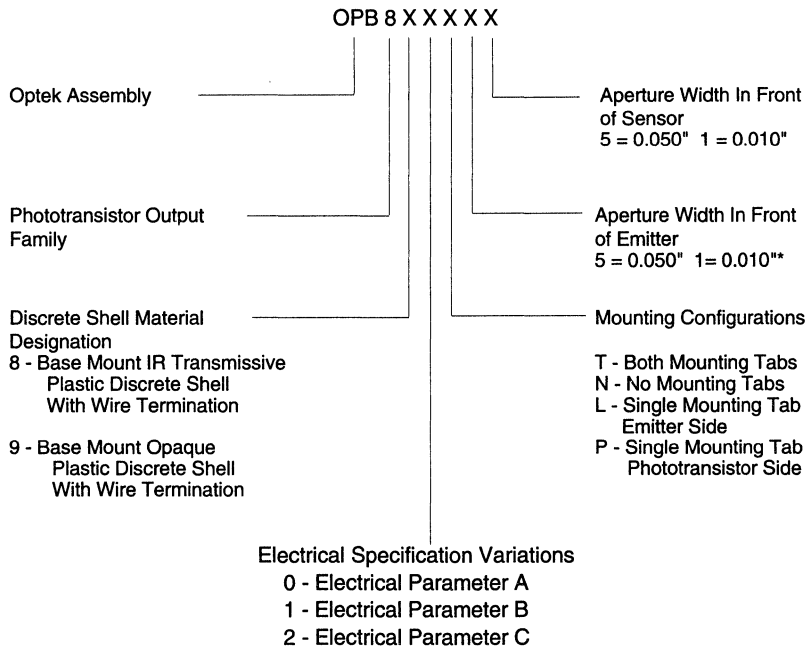 OPB 8 X X X X X
Optek Assembly
Aperture Width In Front
of Sensor
5 = 0.050" 1 = 0.010"
Phototransistor Output
Family
Aperture Width In Front
of Emitter
5 = 0.050" 1= 0.010"*
Discrete Shell Material
Designation
8 - Base Mount IR Transmissive
Plastic Discrete Shell
With Wire Termination
9 - Base Mount Opaque
Plastic Discrete Shell
With Wire Termination
Mounting Configurations
T - Both Mounting Tabs
N - No Mounting Tabs
L - Single Mounting Tab
Emitter Side
P - Single Mounting Tab
Phototransistor Side
Electrical Specification Variations
0 - Electrical Parameter A
1 - Electrical Parameter B
2 - Electrical Parameter C